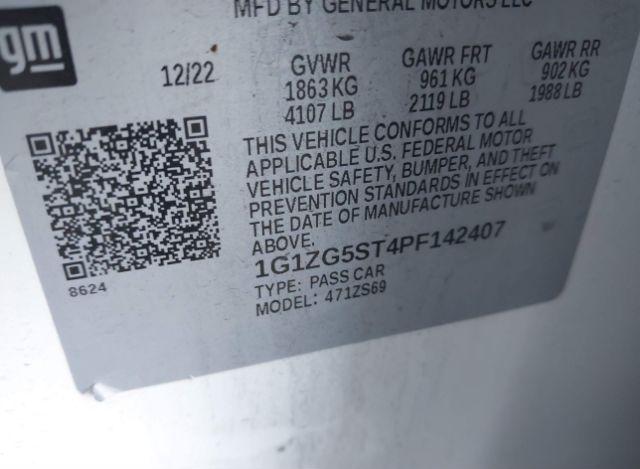 MFD BY GENERAL MOTORS LLC
gm
12/22
GVWR GAWR FRT GAWR RR
1863 KG 961 KG 902 KG
4107 LB 2119 LB 1988 LB
THIS VEHICLE CONFORMS TO ALL
APPLICABLE U.S. FEDERAL MOTOR
VEHICLE SAFETY, BUMPER, AND THEFT
PREVENTION STANDARDS IN EFFECT ON
THE DATE OF MANUFACTURE SHOWN
ABOVE.
1G1ZG5ST4PF142407
TYPE: PASS CAR
MODEL: 471ZS69
8624